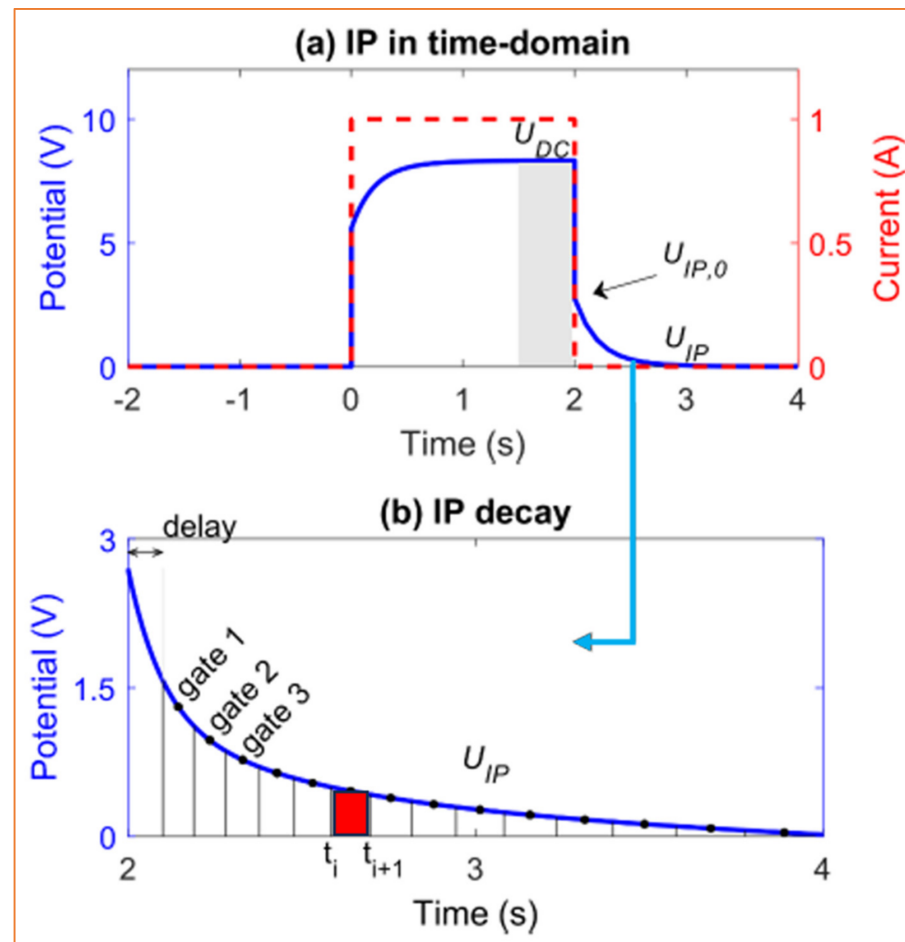 (a) IP in time-domain
Potential (V)
10
5
0
U_DC
U_IP,0
U_IP
1
0.5
0
Current (A)
-2 -1 0 1 2 3 4
Time (s)
(b) IP decay
delay
Potential (V)
3
1.5
0
gate 1
gate 2
gate 3
U_IP
t_i t_i+1
2 3 4
Time (s)